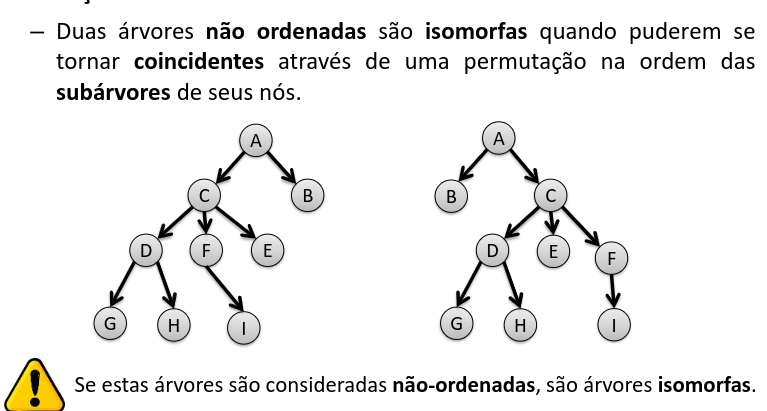 – Duas árvores não ordenadas são isomorfas quando puderem se
tornar coincidentes através de uma permutação na ordem das
subárvores de seus nós.
A A
C B B C
D F E D E F
G H I G H I
! Se estas árvores são consideradas não-ordenadas, são árvores isomorfas.